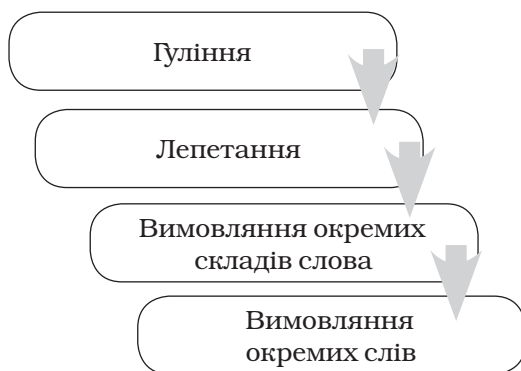 Гуління
Лепетання
Вимовляння окремих
складів слова
Вимовляння
окремих слів